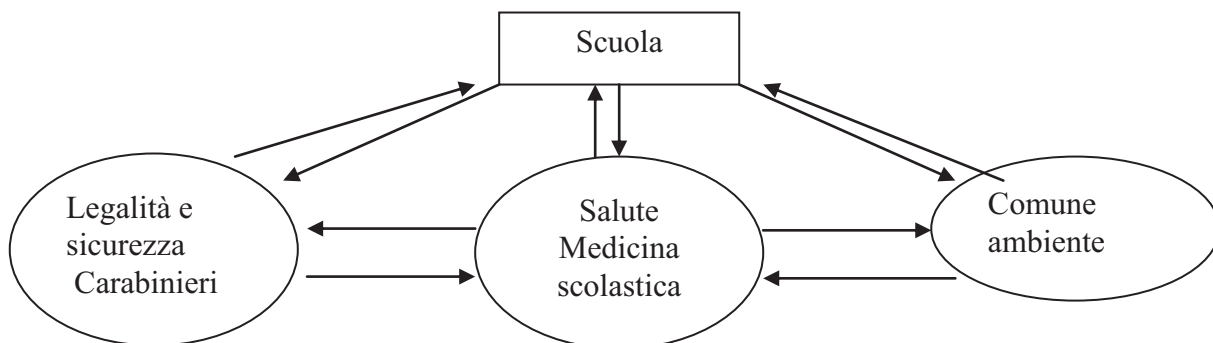 Scuola
Legalità e
sicurezza
Carabinieri
Salute
Medicina
scolastica
Comune
ambiente